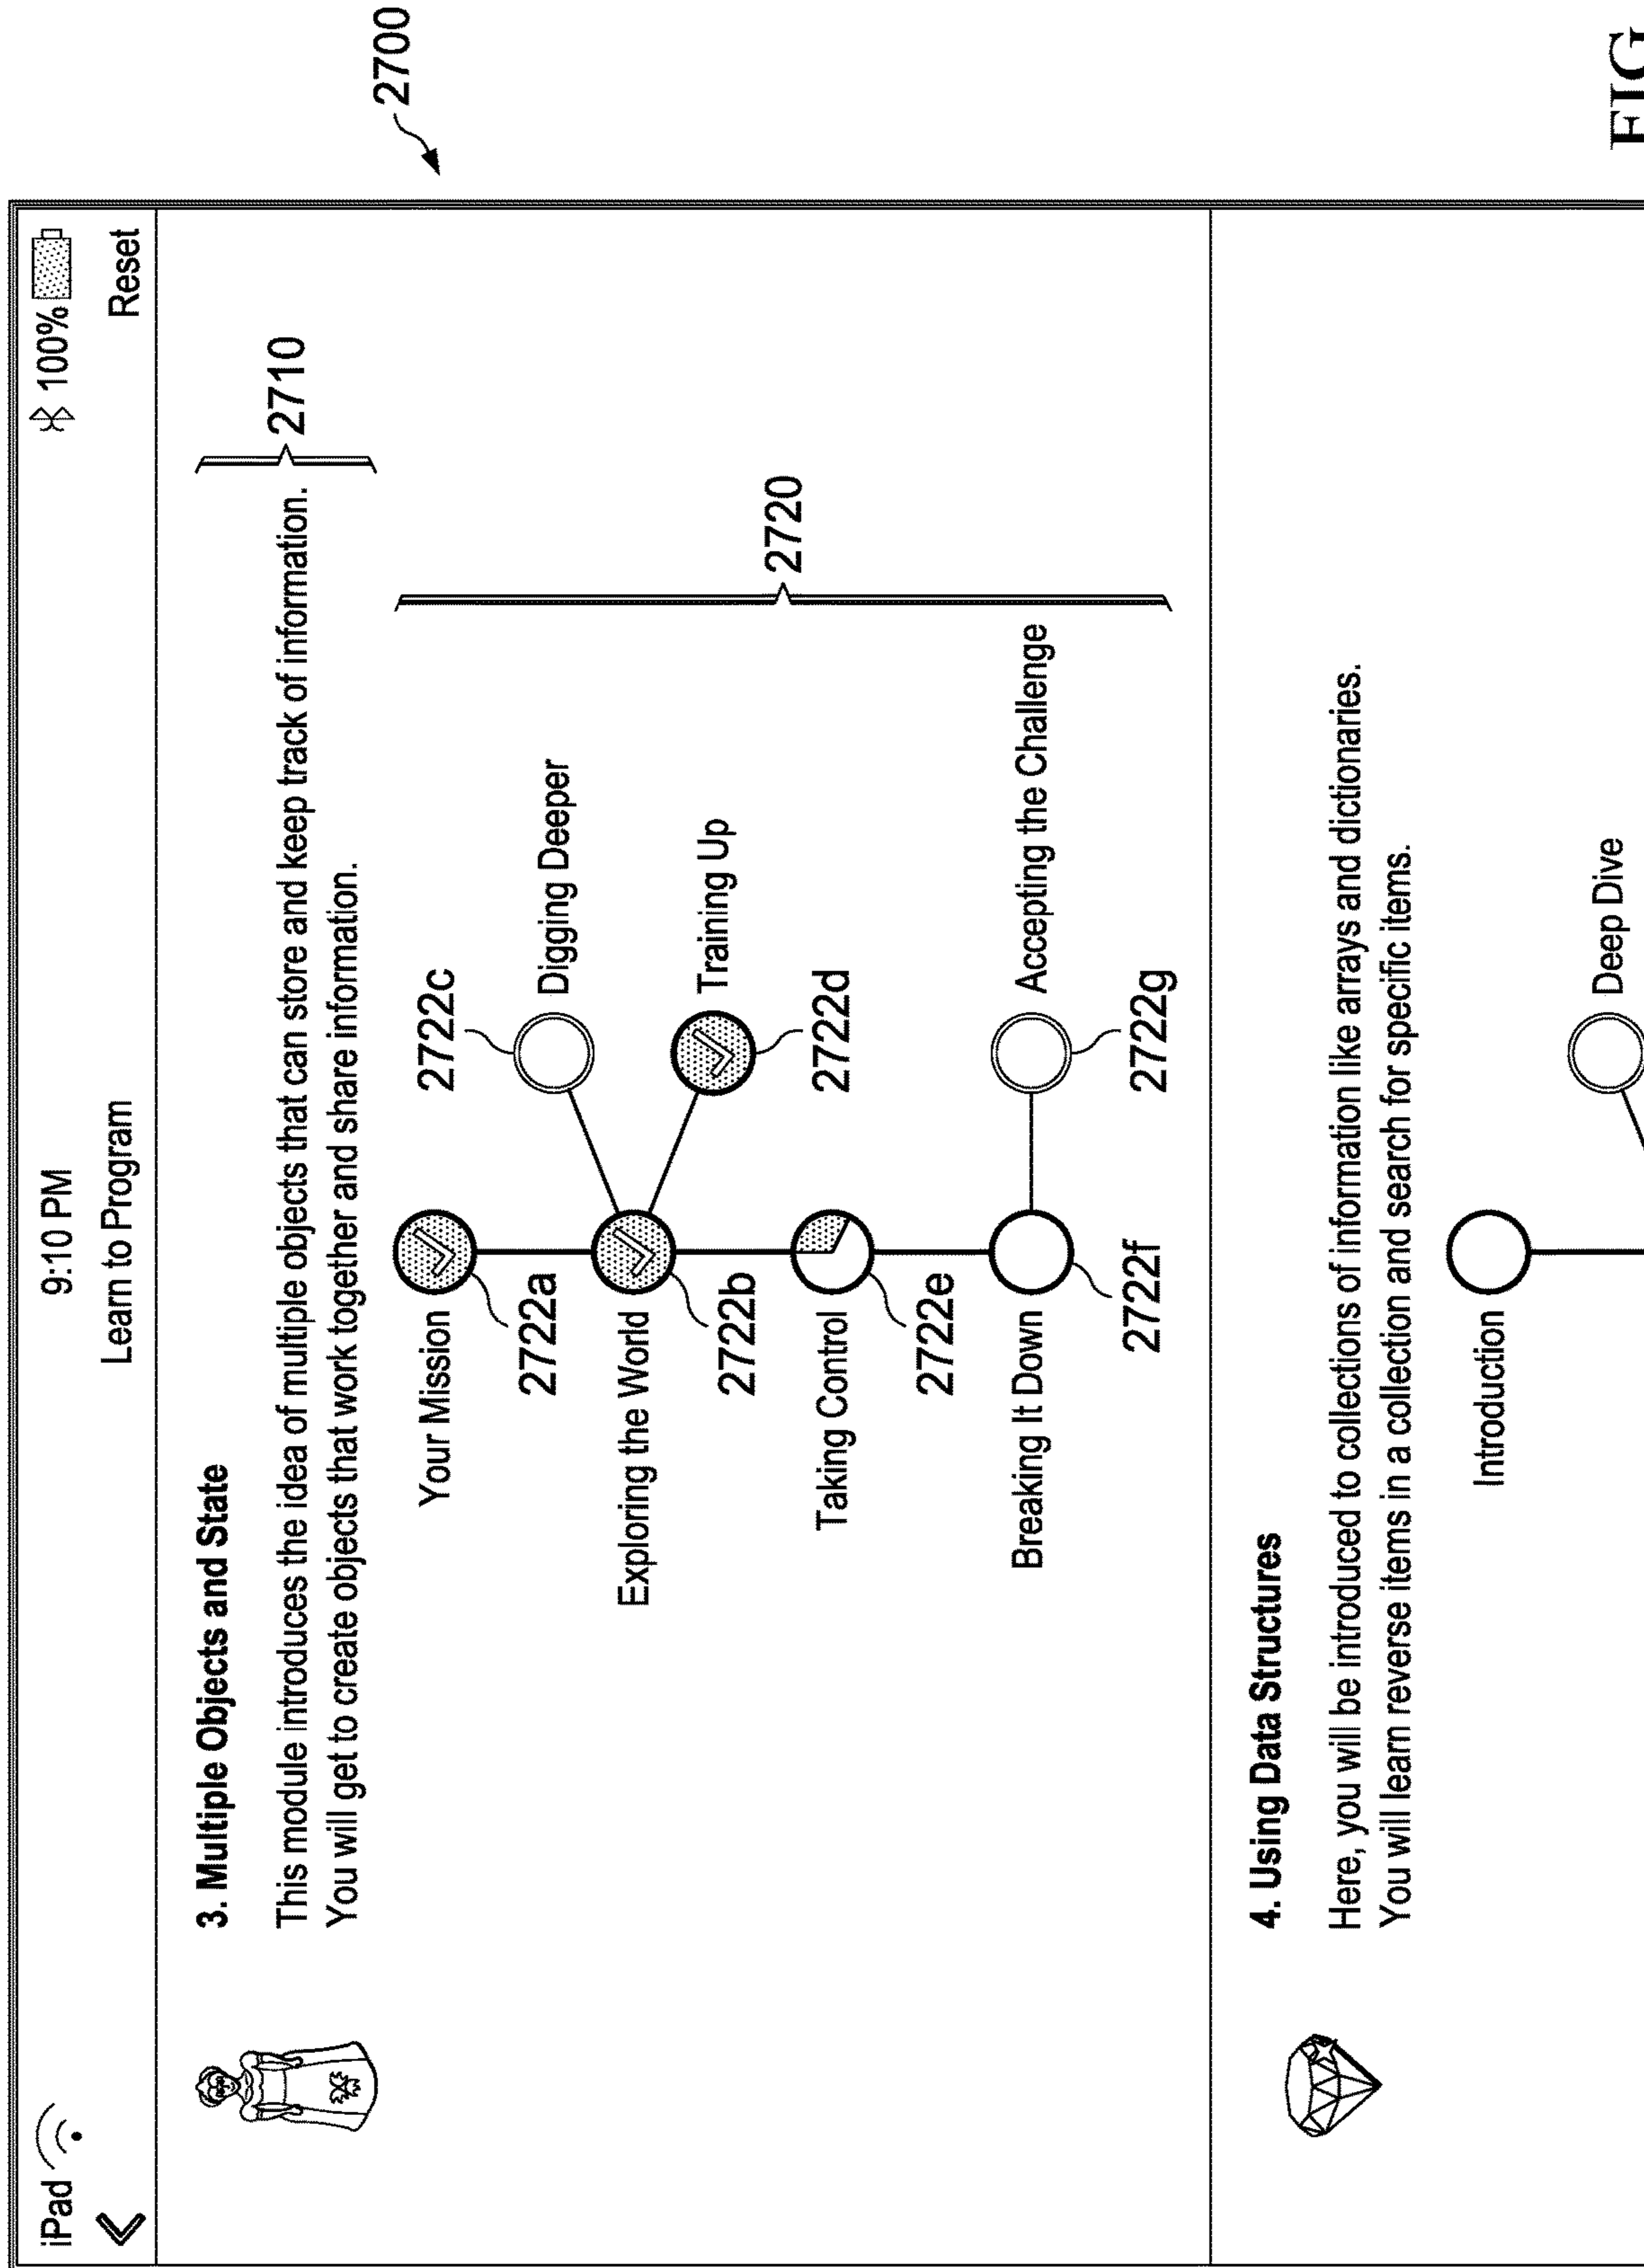 iPad 9:10 PM 100%
Learn to Program Reset
2700
3. Multiple Objects and State
This module introduces the idea of multiple objects that can store and keep track of information.
You will get to create objects that work together and share information.
2710
Your Mission
2722a
2722c
Digging Deeper
Exploring the World
2722b
Training Up
2722d
2720
Taking Control
2722e
Breaking It Down
2722f
Accepting the Challenge
2722g
4. Using Data Structures
Here, you will be introduced to collections of information like arrays and dictionaries.
You will learn reverse items in a collection and search for specific items.
Introduction
Deep Dive
FIG